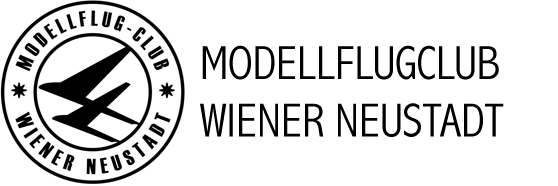 MODELLFLUG-CLUB
WIENER NEUSTADT
MODELLFLUGCLUB
WIENER NEUSTADT